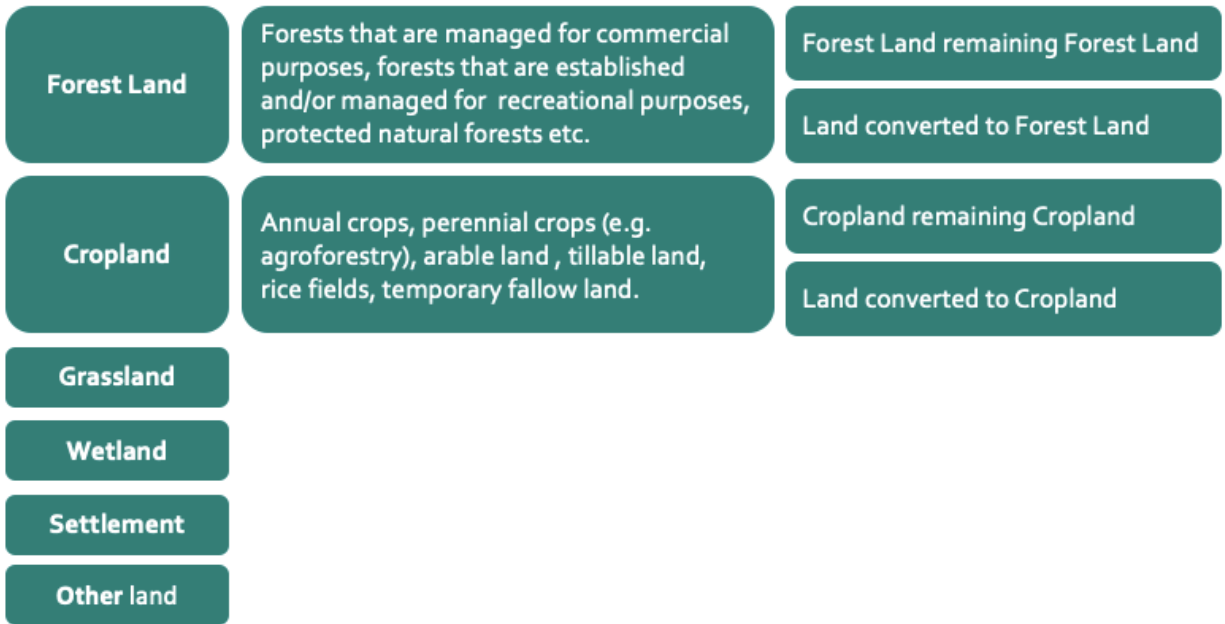 Forest Land
Forests that are managed for commercial
purposes, forests that are established
and/or managed for recreational purposes,
protected natural forests etc.
Forest Land remaining Forest Land
Land converted to Forest Land
Cropland
Annual crops, perennial crops (e.g.
agroforestry), arable land , tillable land,
rice fields, temporary fallow land.
Cropland remaining Cropland
Land converted to Cropland
Grassland
Wetland
Settlement
Other land